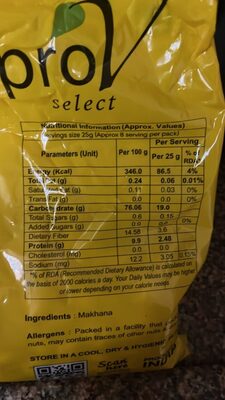 proV
select
Nutritional Information (Approx. Values)
Servings size 25g (Approx 8 serving per pack)
Parameters (Unit) Per 100 g Per Serving
Per 25 g % of RDA*
Energy (Kcal) 346.0 86.5 4%
Total Fat (g) 0.24 0.06 0.01%
Saturated Fat (g) 0.11 0.03 0%
Trans Fat (g) 0.0 0.0 0%
Carbohydrate (g) 76.06 19.0
Total Sugars (g) 0.6 0.15
Added Sugars (g) 0.0 0.0 0%
Dietary Fiber 14.58 3.6
Protein (g) 9.9 2.48
Cholesterol (mg) 0.0 0.0
Sodium (mg) 12.2 3.05
*% of RDA (Recommended Dietary Allowance) is calculated on
the basis of 2000 calories a day. Your Daily Values may be higher
or lower depending on your calorie needs.
Ingredients : Makhana
Allergens : Packed in a facility that
nuts, may contain traces of other nuts
STORE IN A COOL, DRY & HYGIENIC
Scan